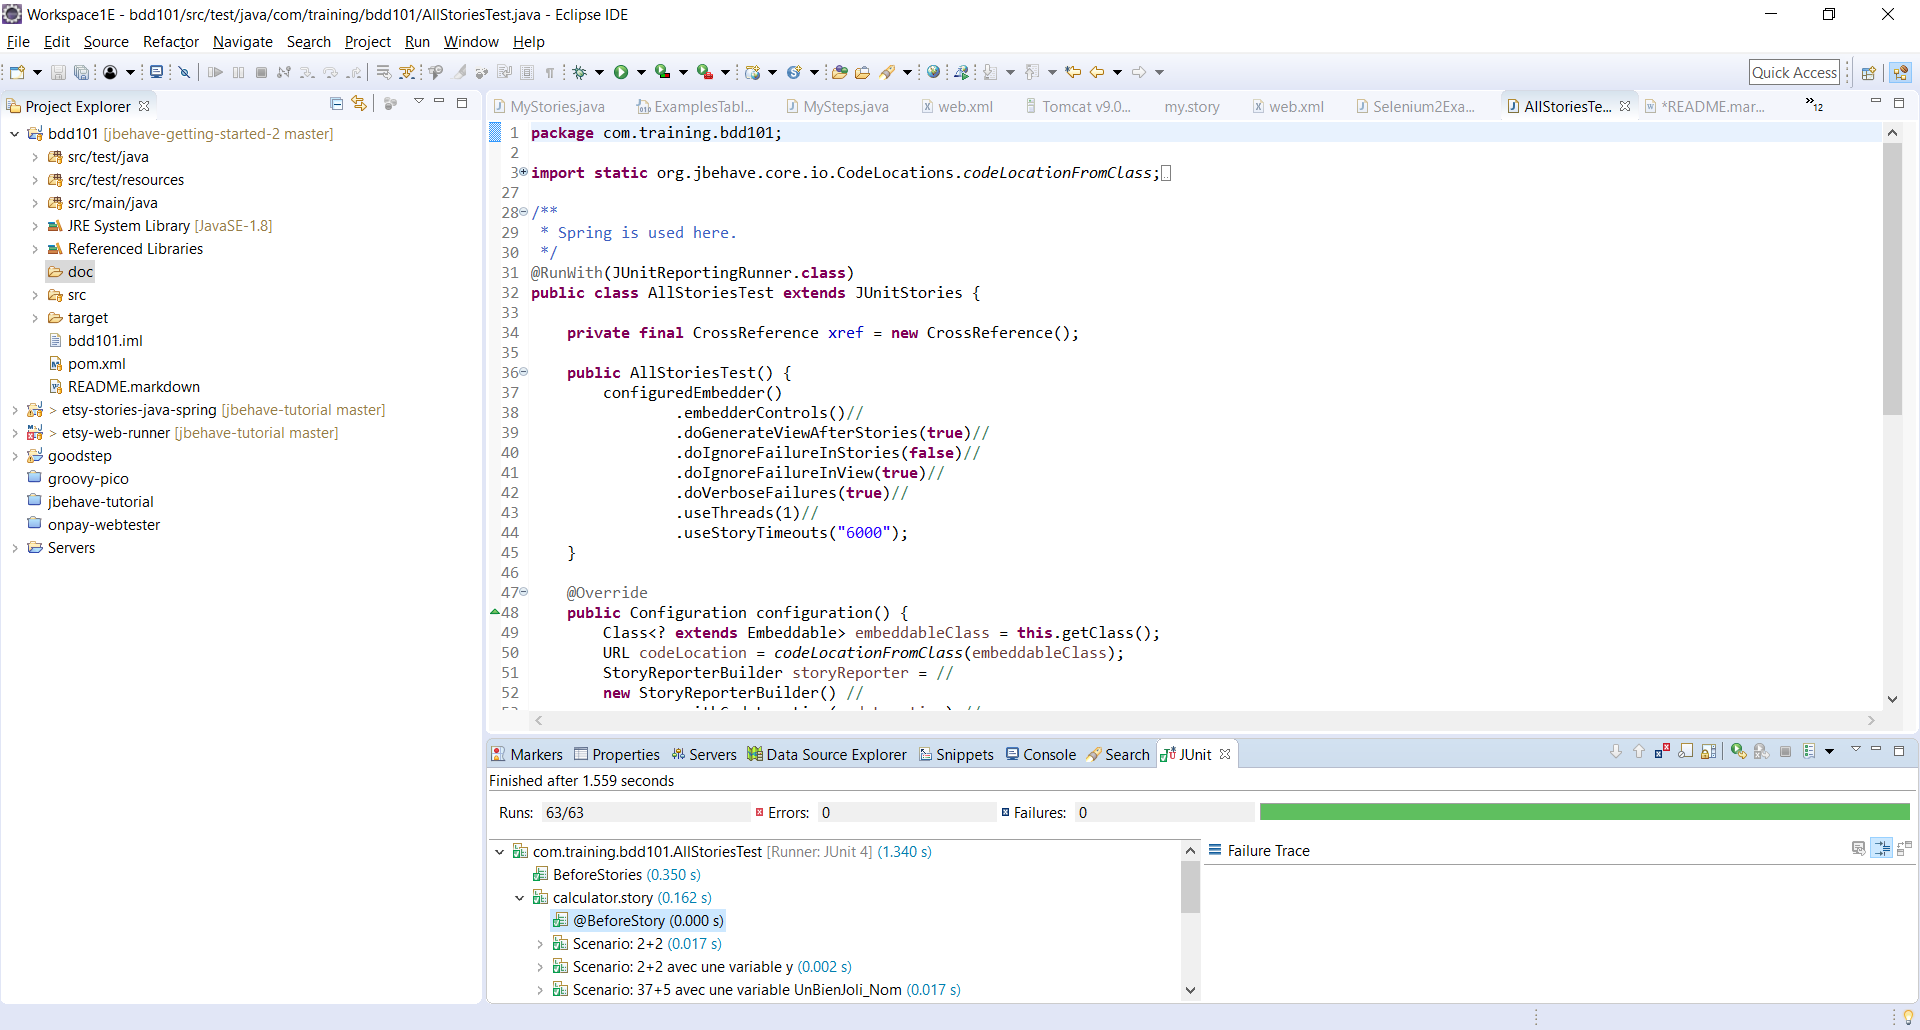 Workspace1E - bdd101/src/test/java/com/training/bdd101/AllStoriesTest.java - Eclipse IDE
File Edit Source Refactor Navigate Search Project Run Window Help
Quick Access
Project Explorer
bdd101 [jbehave-getting-started-2 master]
src/test/java
src/test/resources
src/main/java
JRE System Library [JavaSE-1.8]
Referenced Libraries
doc
src
target
bdd101.iml
pom.xml
README.markdown
> etsy-stories-java-spring [jbehave-tutorial master]
> etsy-web-runner [jbehave-tutorial master]
goodstep
groovy-pico
jbehave-tutorial
onpay-webtester
Servers
MyStories.java ExamplesTabl... MySteps.java web.xml Tomcat v9.0... my.story web.xml Selenium2Exa... AllStoriesTe... *README.mar... »12
1 package com.training.bdd101;
2
3 import static org.jbehave.core.io.CodeLocations.codeLocationFromClass;
27
28 /**
29 * Spring is used here.
30 */
31 @RunWith(JUnitReportingRunner.class)
32 public class AllStoriesTest extends JUnitStories {
33
34 private final CrossReference xref = new CrossReference();
35
36 public AllStoriesTest() {
37 configuredEmbedder()
38 .embedderControls()//
39 .doGenerateViewAfterStories(true)//
40 .doIgnoreFailureInStories(false)//
41 .doIgnoreFailureInView(true)//
42 .doVerboseFailures(true)//
43 .useThreads(1)//
44 .useStoryTimeouts("6000");
45 }
46
47 @Override
48 public Configuration configuration() {
49 Class<? extends Embeddable> embeddableClass = this.getClass();
50 URL codeLocation = codeLocationFromClass(embeddableClass);
51 StoryReporterBuilder storyReporter = //
52 new StoryReporterBuilder() //
Markers Properties Servers Data Source Explorer Snippets Console Search JUnit
Finished after 1.559 seconds
Runs: 63/63 Errors: 0 Failures: 0
com.training.bdd101.AllStoriesTest [Runner: JUnit 4] (1.340 s)
BeforeStories (0.350 s)
calculator.story (0.162 s)
@BeforeStory (0.000 s)
Scenario: 2+2 (0.017 s)
Scenario: 2+2 avec une variable y (0.002 s)
Scenario: 37+5 avec une variable UnBienJoli_Nom (0.017 s)
Failure Trace